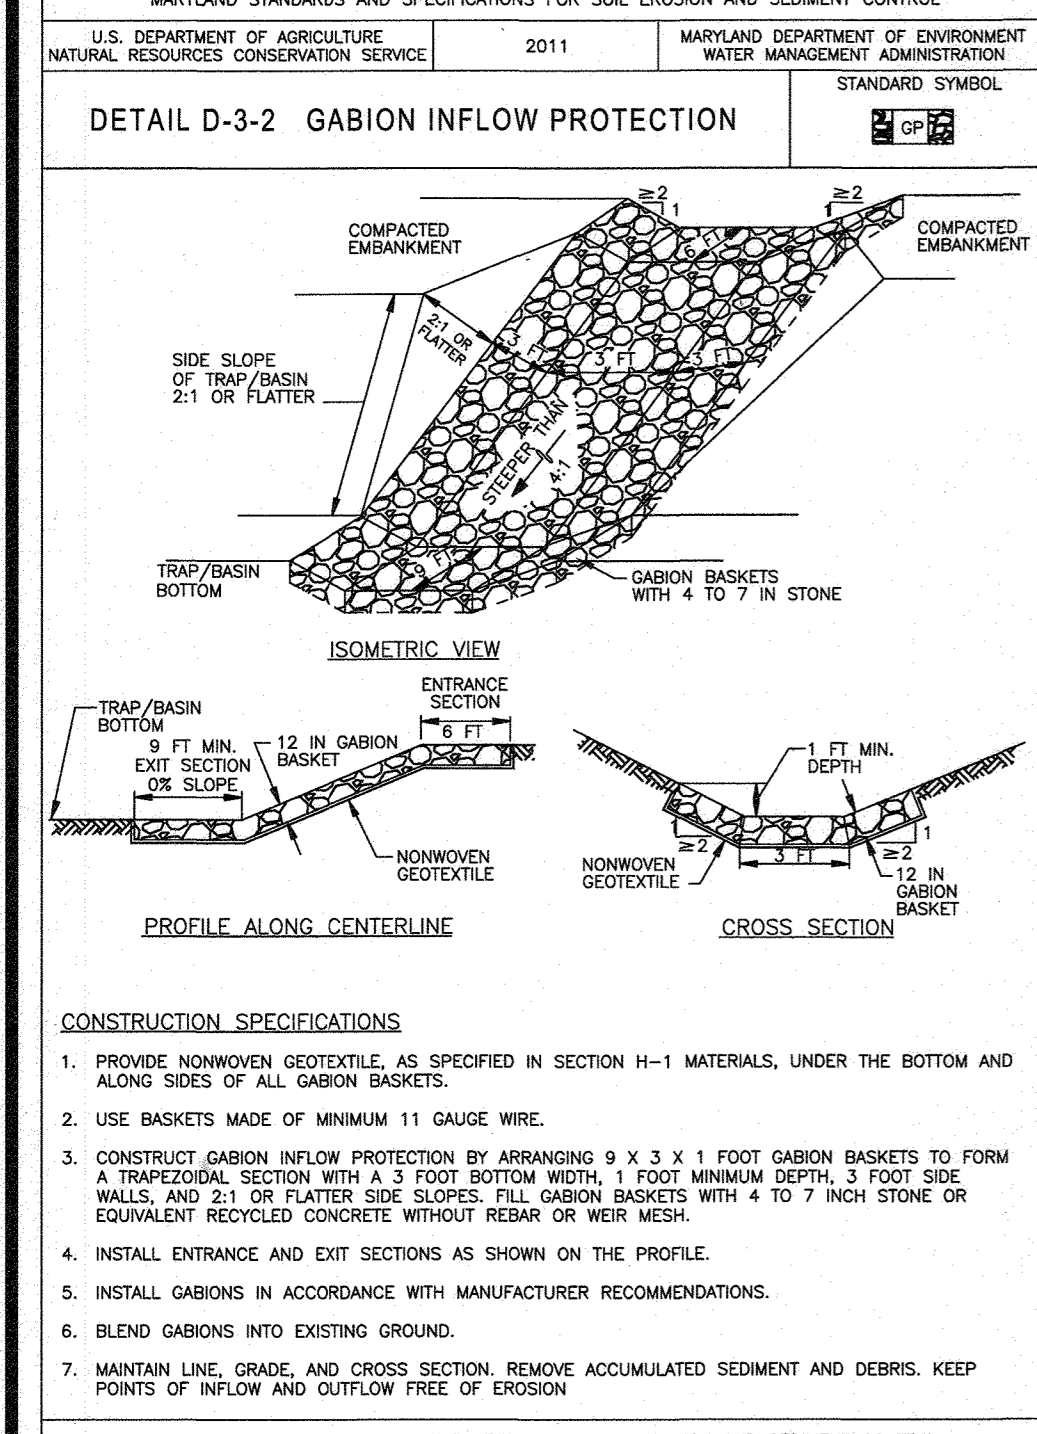 MARYLAND STANDARDS AND SPECIFICATIONS FOR SOIL EROSION AND SEDIMENT CONTROL
U.S. DEPARTMENT OF AGRICULTURE
NATURAL RESOURCES CONSERVATION SERVICE
2011
MARYLAND DEPARTMENT OF ENVIRONMENT
WATER MANAGEMENT ADMINISTRATION
DETAIL D-3-2 GABION INFLOW PROTECTION
STANDARD SYMBOL
GP
≥2
1
≥2
1
COMPACTED
EMBANKMENT
COMPACTED
EMBANKMENT
6 FT
2:1 OR
FLATTER
3 FT
3 FT
3 FT
SIDE SLOPE
OF TRAP/BASIN
2:1 OR FLATTER
STEEPER THAN
4:1
9 FT
TRAP/BASIN
BOTTOM
GABION BASKETS
WITH 4 TO 7 IN STONE
ISOMETRIC VIEW
TRAP/BASIN
BOTTOM
9 FT MIN.
EXIT SECTION
0% SLOPE
12 IN GABION
BASKET
ENTRANCE
SECTION
6 FT
NONWOVEN
GEOTEXTILE
PROFILE ALONG CENTERLINE
1 FT MIN.
DEPTH
1
≥2
3 FT
≥2
1
NONWOVEN
GEOTEXTILE
12 IN
GABION
BASKET
CROSS SECTION
CONSTRUCTION SPECIFICATIONS
1. PROVIDE NONWOVEN GEOTEXTILE, AS SPECIFIED IN SECTION H-1 MATERIALS, UNDER THE BOTTOM AND
ALONG SIDES OF ALL GABION BASKETS.
2. USE BASKETS MADE OF MINIMUM 11 GAUGE WIRE.
3. CONSTRUCT GABION INFLOW PROTECTION BY ARRANGING 9 X 3 X 1 FOOT GABION BASKETS TO FORM
A TRAPEZOIDAL SECTION WITH A 3 FOOT BOTTOM WIDTH, 1 FOOT MINIMUM DEPTH, 3 FOOT SIDE
WALLS, AND 2:1 OR FLATTER SIDE SLOPES. FILL GABION BASKETS WITH 4 TO 7 INCH STONE OR
EQUIVALENT RECYCLED CONCRETE WITHOUT REBAR OR WEIR MESH.
4. INSTALL ENTRANCE AND EXIT SECTIONS AS SHOWN ON THE PROFILE.
5. INSTALL GABIONS IN ACCORDANCE WITH MANUFACTURER RECOMMENDATIONS.
6. BLEND GABIONS INTO EXISTING GROUND.
7. MAINTAIN LINE, GRADE, AND CROSS SECTION. REMOVE ACCUMULATED SEDIMENT AND DEBRIS. KEEP
POINTS OF INFLOW AND OUTFLOW FREE OF EROSION